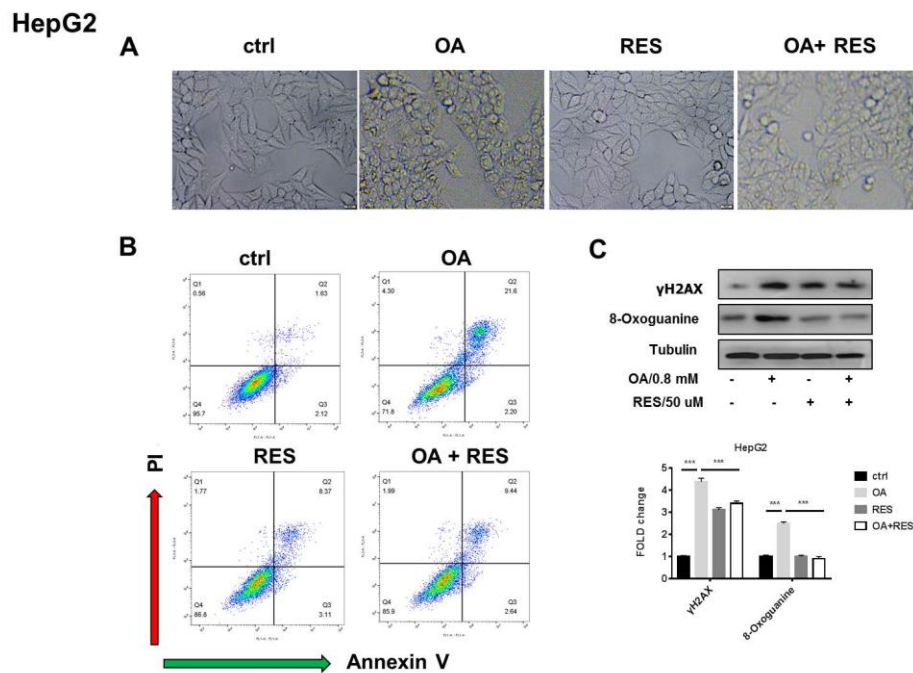 HepG2
A
ctrl OA RES OA+ RES
B
ctrl OA
Q1
0.56
Q2
1.63
Q4
95.7
Q3
2.12
Q1
4.30
Q2
21.6
Q4
71.8
Q3
2.20
RES OA + RES
Q1
1.77
Q2
8.37
Q4
86.8
Q3
3.11
Q1
1.99
Q2
9.44
Q4
85.9
Q3
2.64
PI
Annexin V
C
γH2AX
8-Oxoguanine
Tubulin
OA/0.8 mM - + - +
RES/50 uM - - + +
HepG2
FOLD change
5
4
3
2
1
0
*** ***
*** ***
γH2AX
8-Oxoguanine
ctrl
OA
RES
OA+RES